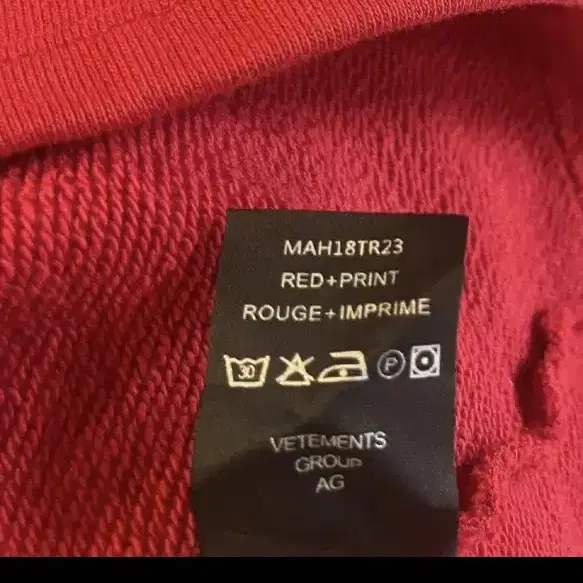 MAH18TR23
RED+PRINT
ROUGE+IMPRIME
30 P
VETEMENTS
GROUP
AG